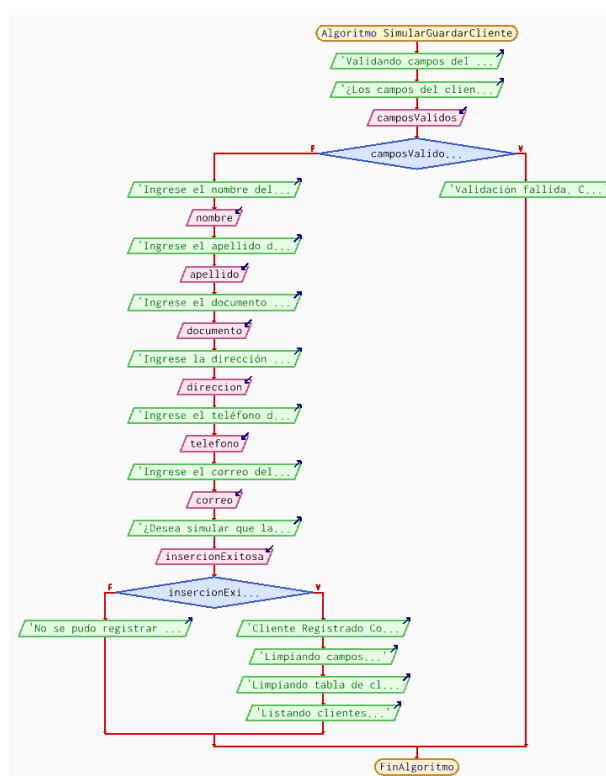 Algoritmo SimularGuardarCliente
'Validando campos del ...
'¿Los campos del clien...
camposValidos
camposValido...
F
V
'Ingrese el nombre del...
'Validación fallida. C...'
nombre
'Ingrese el apellido d...
apellido
'Ingrese el documento ...
documento
'Ingrese la dirección ...
direccion
'Ingrese el teléfono d...
telefono
'Ingrese el correo del...
correo
'¿Desea simular que la...
insercionExitosa
insercionExi...
F
V
'No se pudo registrar ...
'Cliente Registrado Co...
'Limpiando campos...'
'Limpiando tabla de cl...
'Listando clientes...'
FinAlgoritmo